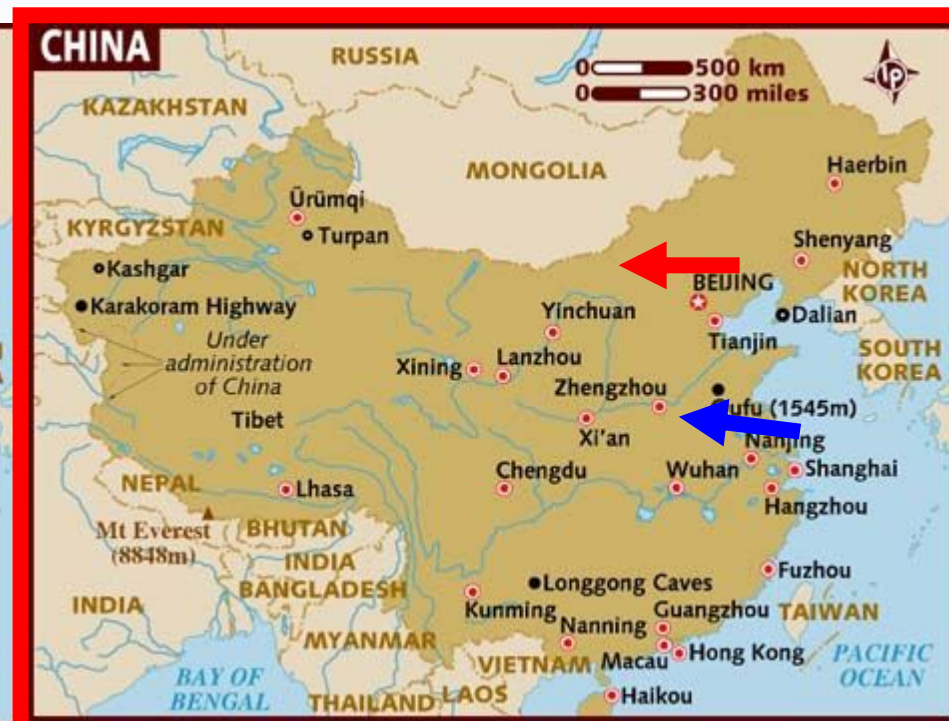 CHINA
RUSSIA
0 500 km
0 300 miles
lp
KAZAKHSTAN
MONGOLIA
Haerbin
Ürümqi
KYRGYZSTAN
Turpan
Shenyang
Kashgar
NORTH
KOREA
BEIJING
Karakoram Highway
Yinchuan
Dalian
Under
administration
of China
Tianjin
SOUTH
KOREA
Xining
Lanzhou
Zhengzhou
Tibet
(1545m)
Xi'an
Nanjing
Chengdu
Wuhan
Shanghai
NEPAL
Lhasa
Hangzhou
Mt Everest
(8848m)
BHUTAN
INDIA
BANGLADESH
Longgong Caves
Fuzhou
INDIA
Kunming
Guangzhou
TAIWAN
Nanning
MYANMAR
VIETNAM
Macau
Hong Kong
PACIFIC
OCEAN
BAY OF
BENGAL
THAILAND
LAOS
Haikou